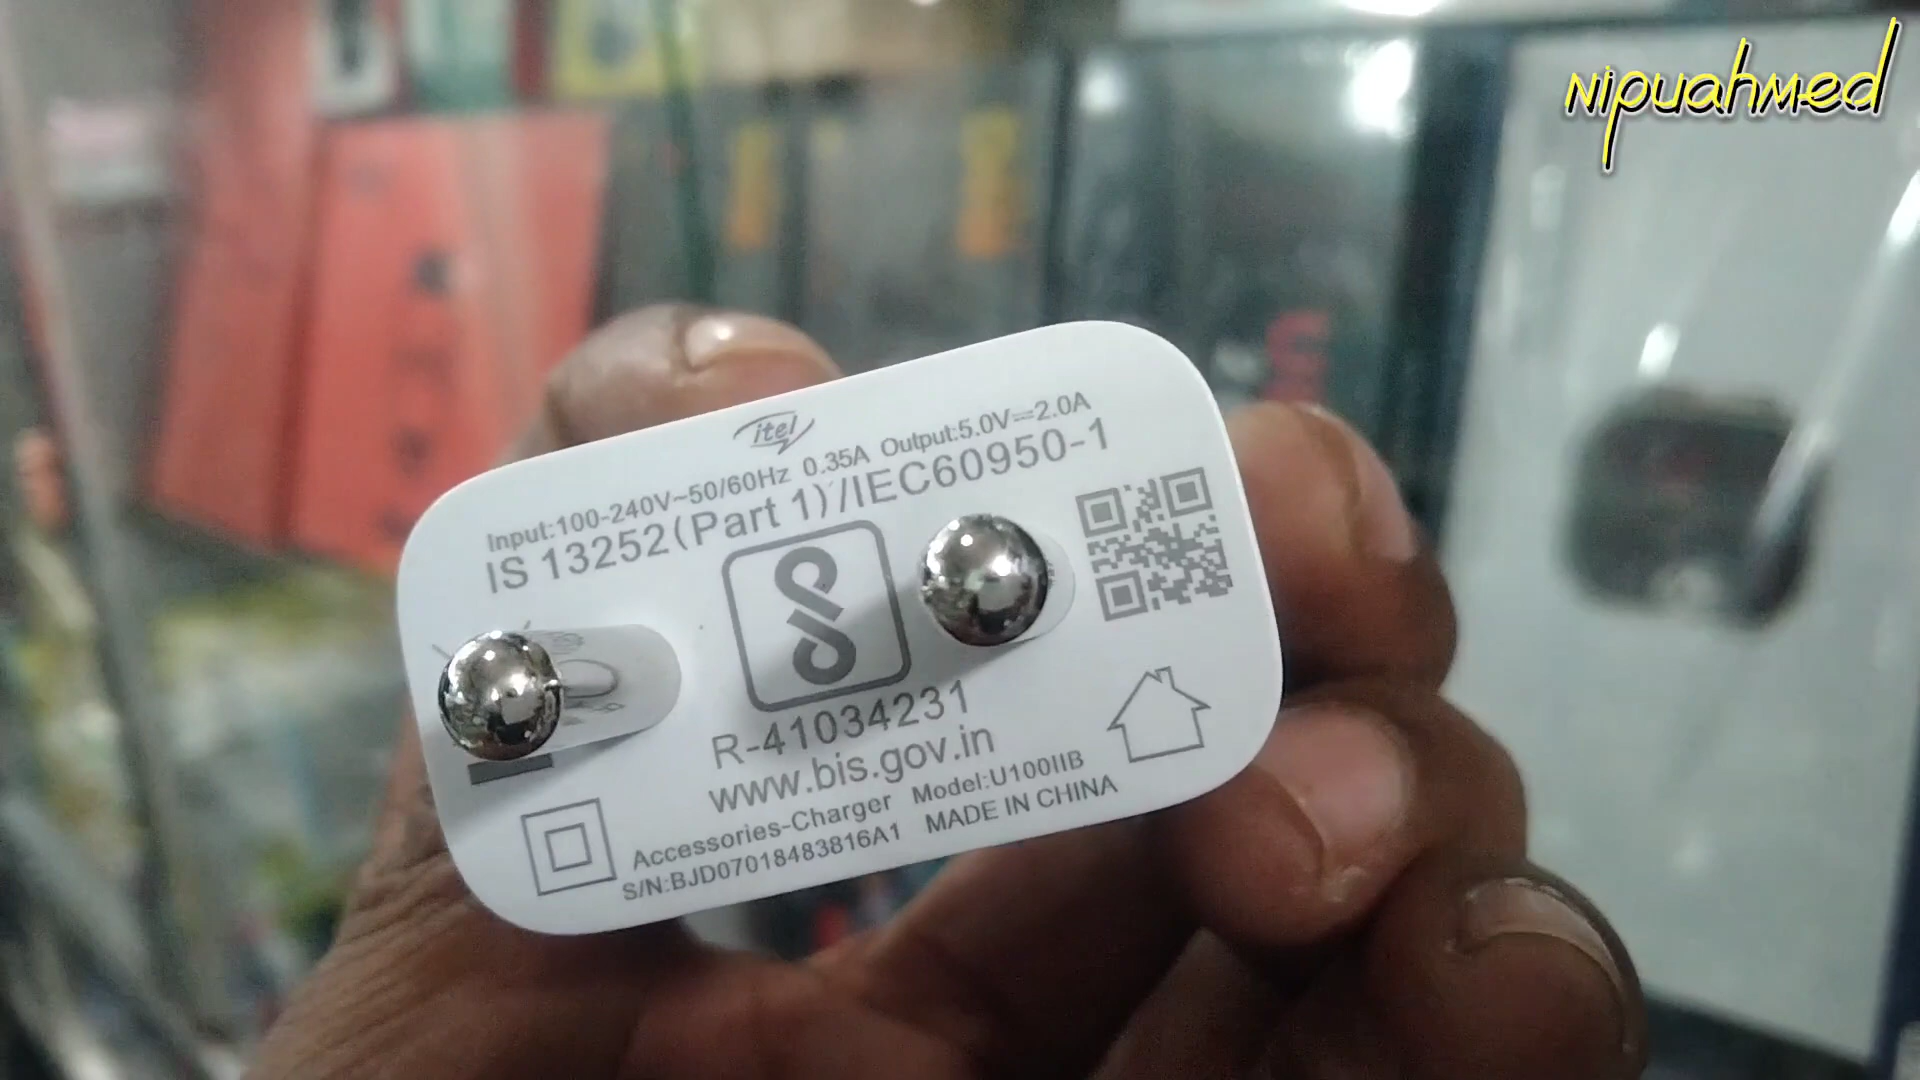 NipuAhmed
itel
Input:100-240V~50/60Hz 0.35A Output:5.0V⎓2.0A
IS 13252(Part 1)/IEC60950-1
R-41034231
www.bis.gov.in
Accessories-Charger Model:U100IIB
S/N:BJD07018483816A1 MADE IN CHINA